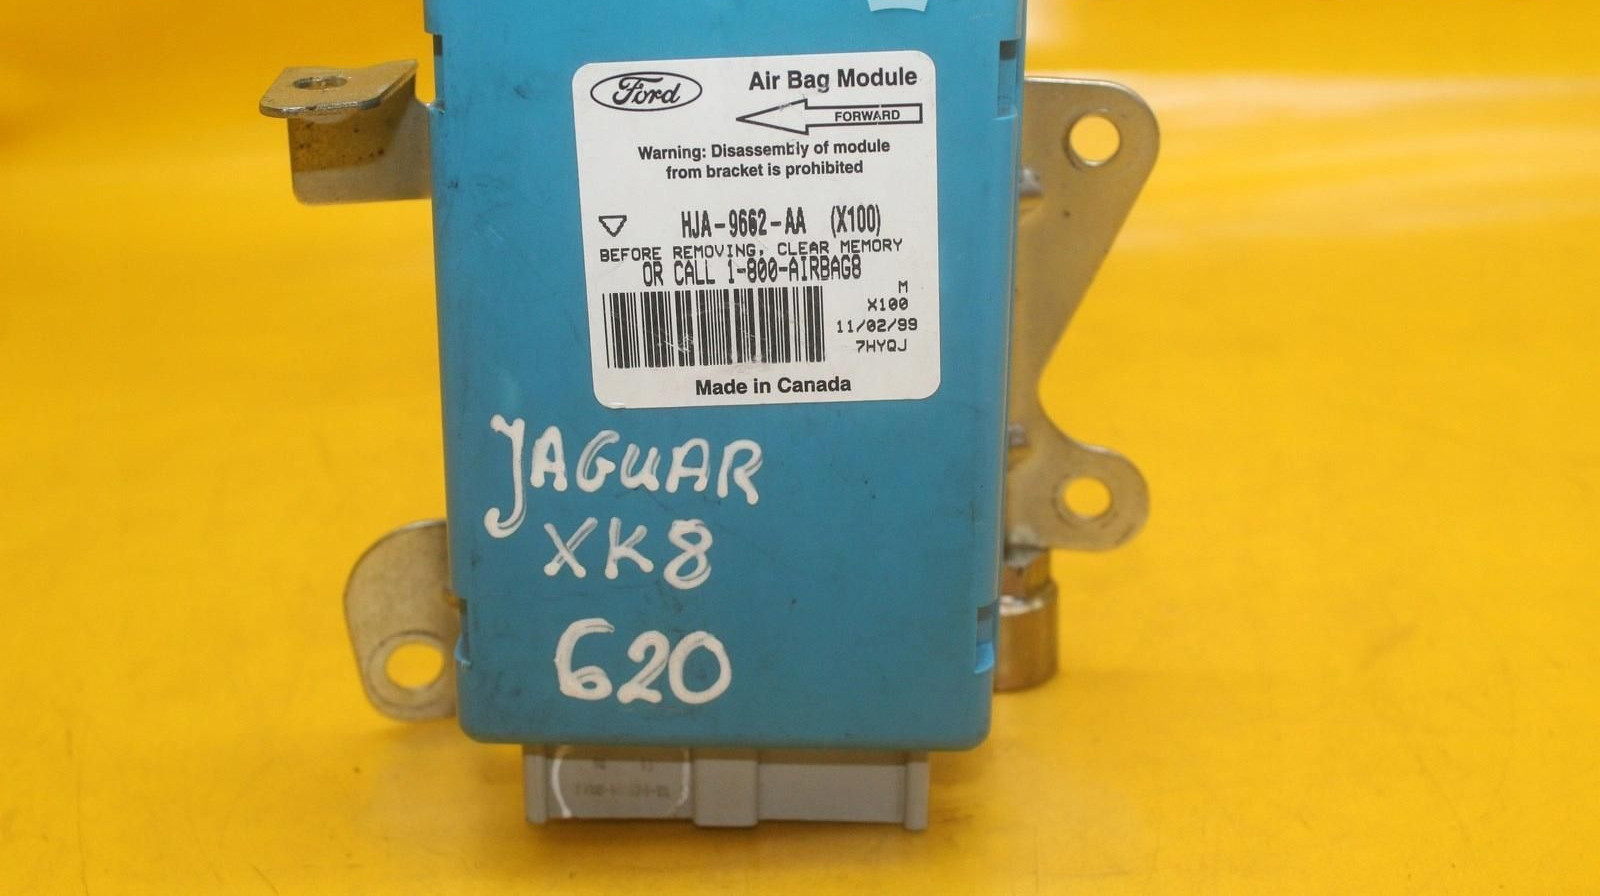 Ford
Air Bag Module
FORWARD
Warning: Disassembly of module
from bracket is prohibited
HJA-9662-AA (X100)
BEFORE REMOVING, CLEAR MEMORY
OR CALL 1-800-AIRBAG8
M
X100
11/02/99
7HYQJ
Made in Canada
JAGUAR
XK8
620